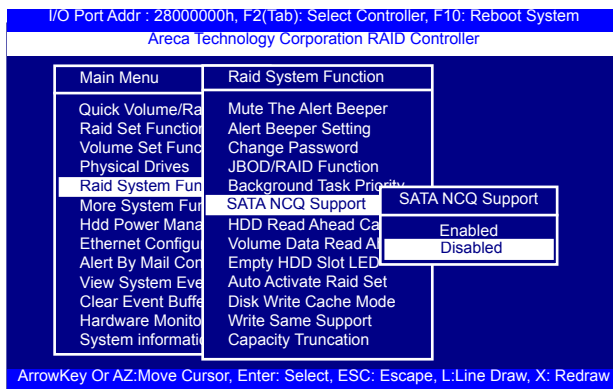 I/O Port Addr : 28000000h, F2(Tab): Select Controller, F10: Reboot System
Areca Technology Corporation RAID Controller
Main Menu
Quick Volume/Ra
Raid Set Function
Volume Set Func
Physical Drives
Raid System Fun
More System Fun
Hdd Power Mana
Ethernet Configu
Alert By Mail Con
View System Eve
Clear Event Buffe
Hardware Monito
System informati
Raid System Function
Mute The Alert Beeper
Alert Beeper Setting
Change Password
JBOD/RAID Function
Background Task Priority
SATA NCQ Support
HDD Read Ahead Ca
Volume Data Read A
Empty HDD Slot LED
Auto Activate Raid Set
Disk Write Cache Mode
Write Same Support
Capacity Truncation
SATA NCQ Support
Enabled
Disabled
ArrowKey Or AZ:Move Cursor, Enter: Select, ESC: Escape, L:Line Draw, X: Redraw